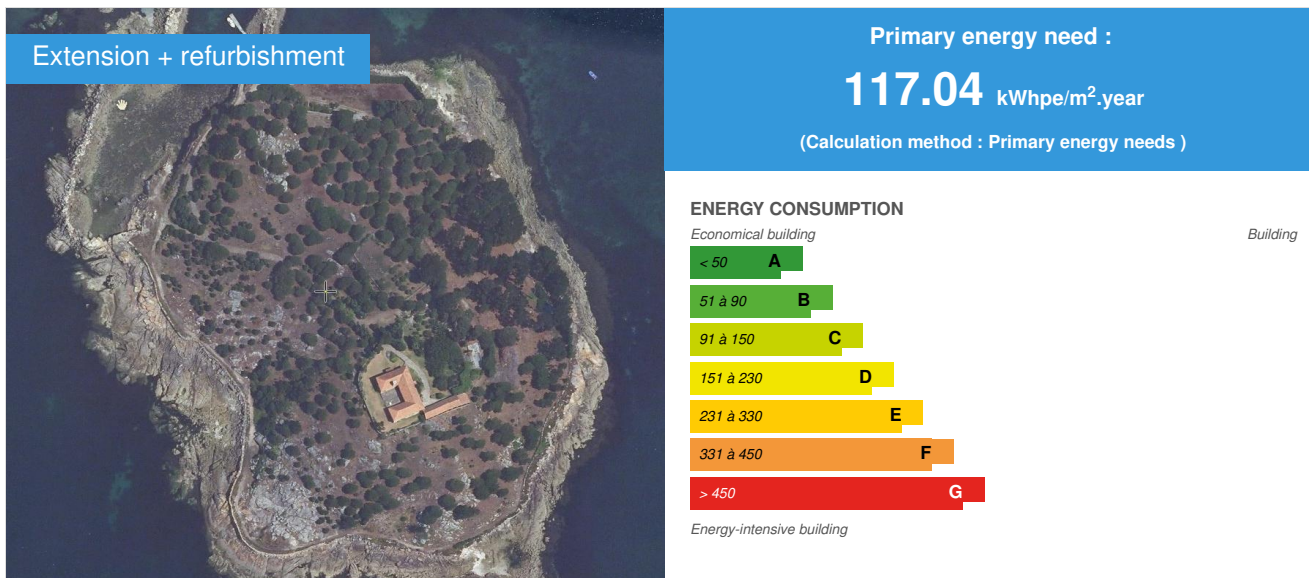 Extension + refurbishment
Primary energy need :
117.04 kWhpe/m².year
(Calculation method : Primary energy needs )
ENERGY CONSUMPTION
Economical building
Building
< 50 A
51 à 90 B
91 à 150 C
151 à 230 D
231 à 330 E
331 à 450 F
> 450 G
Energy-intensive building